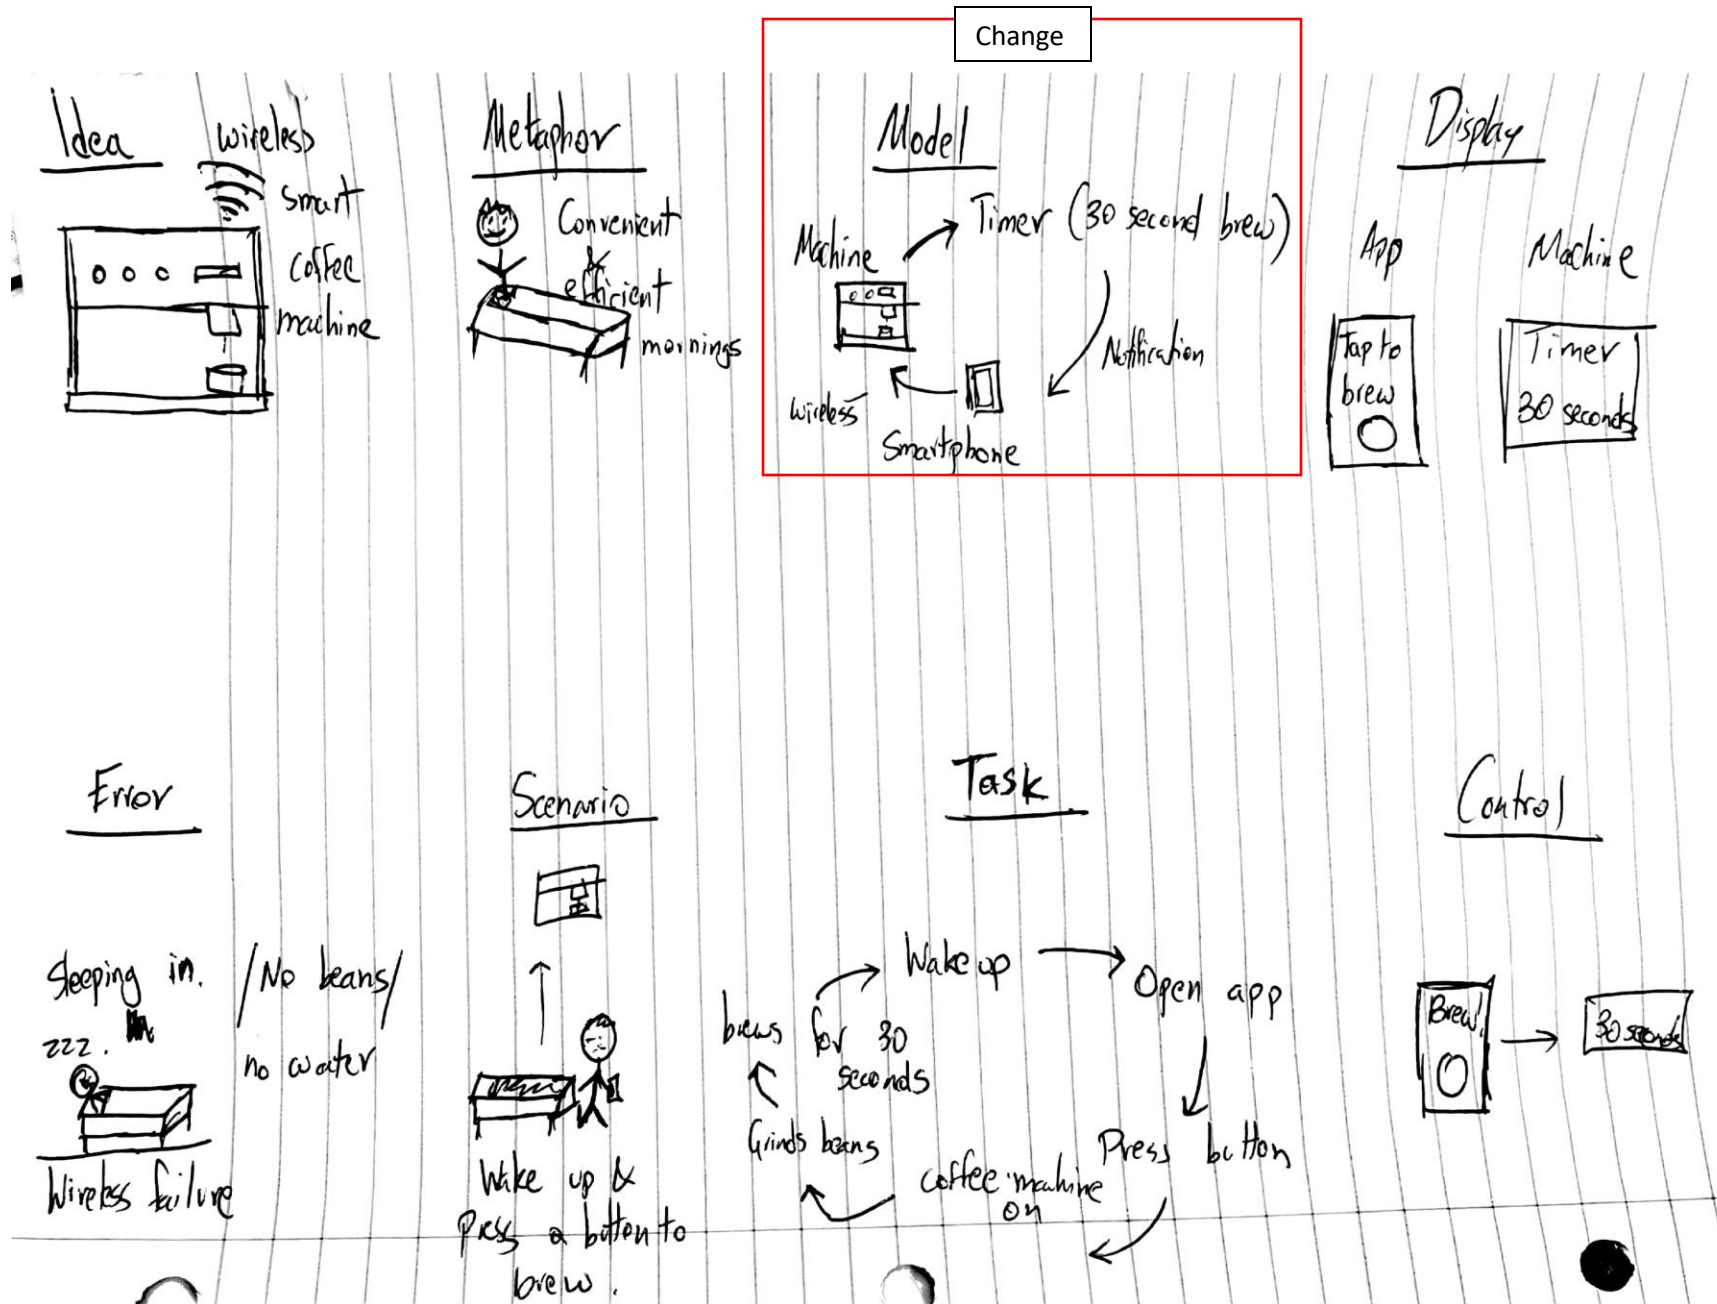 Change
Idea
wireless
smart
coffee
machine
Metaphor
Convenient
&
efficient
mornings
Model
Machine
Timer (30 second brew)
Notification
wireless
Smartphone
Display
App
Machine
Tap to
brew
Timer
30 seconds
Error
Sleeping in.
zzz.
/No beans/
no water
Wireless failure
Scenario
Wake up &
press a button to
brew.
Task
Wake up
Open app
Press button
coffee machine
on
Grinds beans
brews for 30
seconds
Control
Brew!
30 seconds